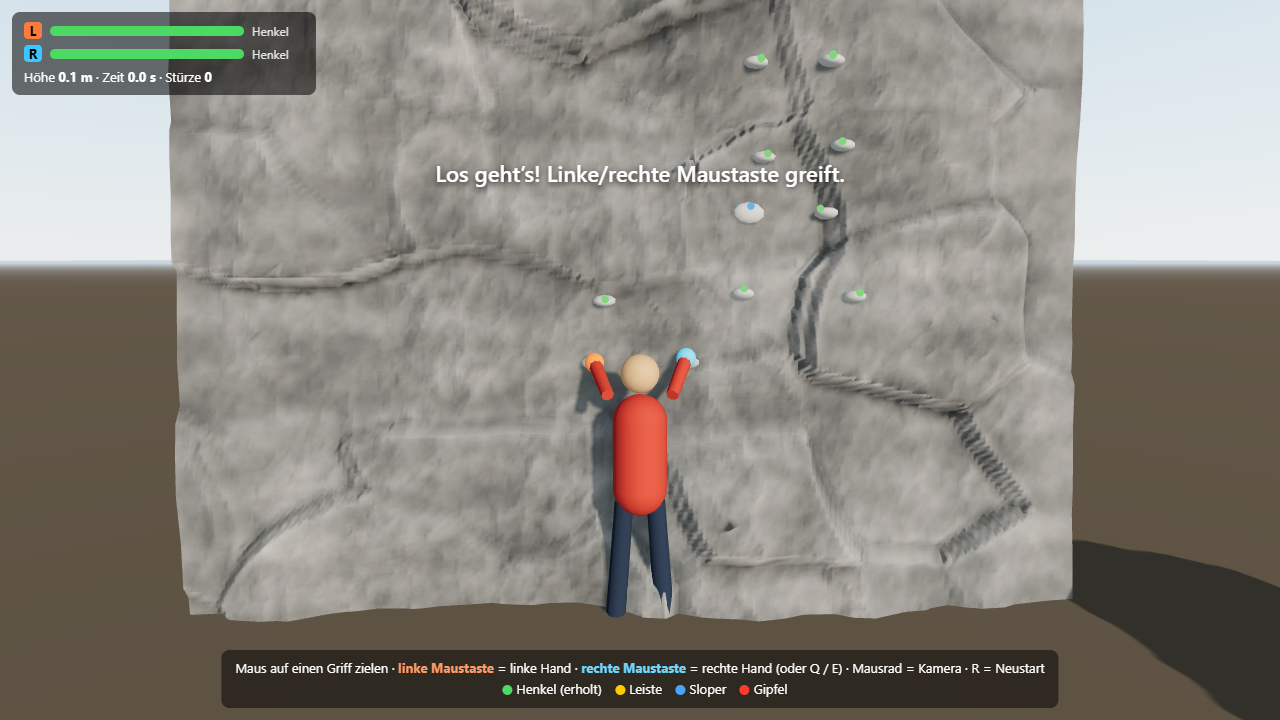 L Henkel
R Henkel
Höhe 0.1 m · Zeit 0.0 s · Stürze 0
Los geht's! Linke/rechte Maustaste greift.
Maus auf einen Griff zielen · linke Maustaste = linke Hand · rechte Maustaste = rechte Hand (oder Q / E) · Mausrad = Kamera · R = Neustart
Henkel (erholt) Leiste Sloper Gipfel